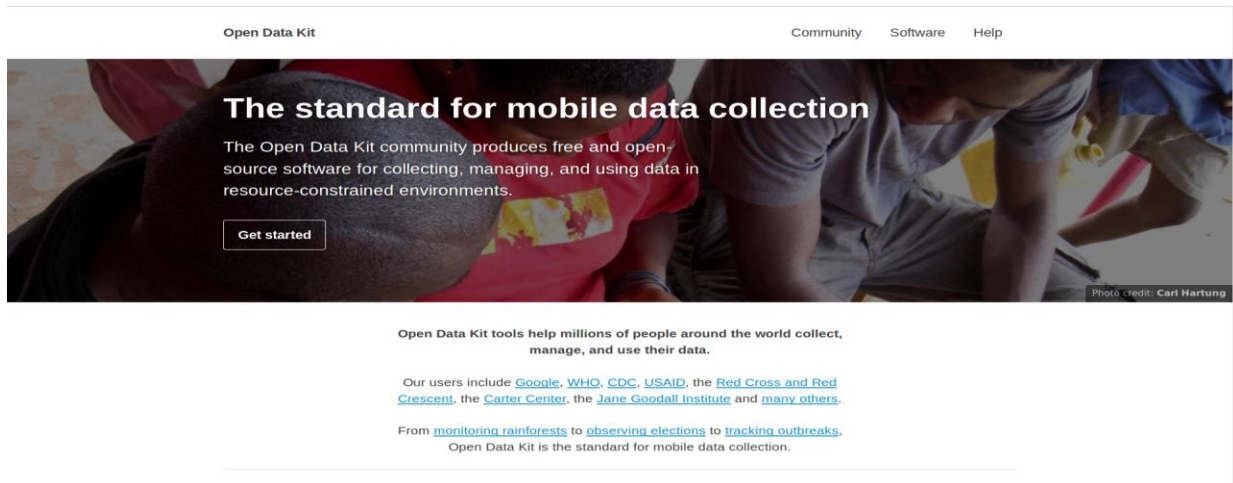 Open Data Kit
Community Software Help
The standard for mobile data collection
The Open Data Kit community produces free and open-
source software for collecting, managing, and using data in
resource-constrained environments.
Get started
Photo credit: Carl Hartung
Open Data Kit tools help millions of people around the world collect,
manage, and use their data.
Our users include Google, WHO, CDC, USAID, the Red Cross and Red
Crescent, the Carter Center, the Jane Goodall Institute and many others.
From monitoring rainforests to observing elections to tracking outbreaks,
Open Data Kit is the standard for mobile data collection.